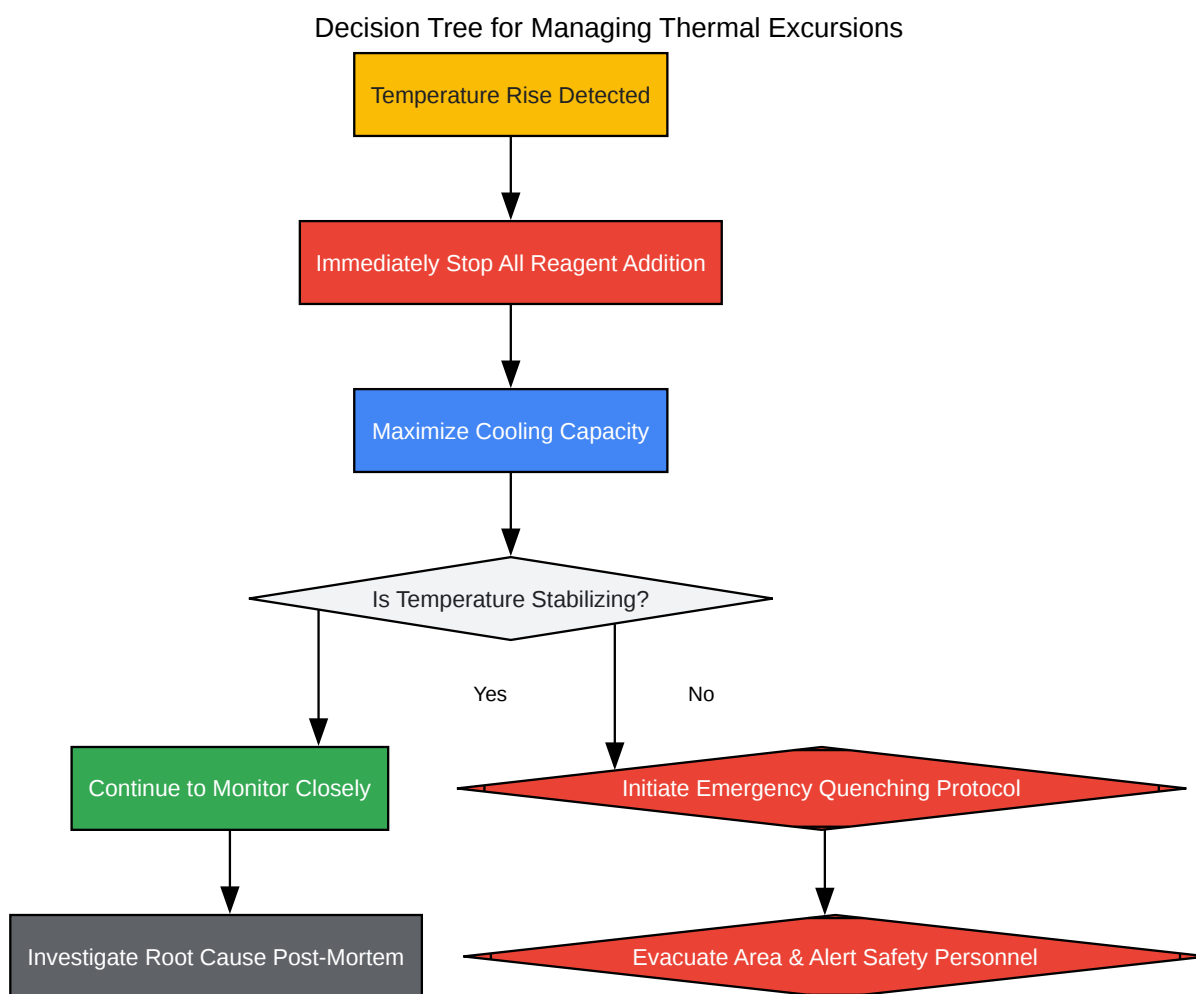 Decision Tree for Managing Thermal Excursions
Temperature Rise Detected
Immediately Stop All Reagent Addition
Maximize Cooling Capacity
Is Temperature Stabilizing?
Yes
No
Continue to Monitor Closely
Initiate Emergency Quenching Protocol
Investigate Root Cause Post-Mortem
Evacuate Area & Alert Safety Personnel